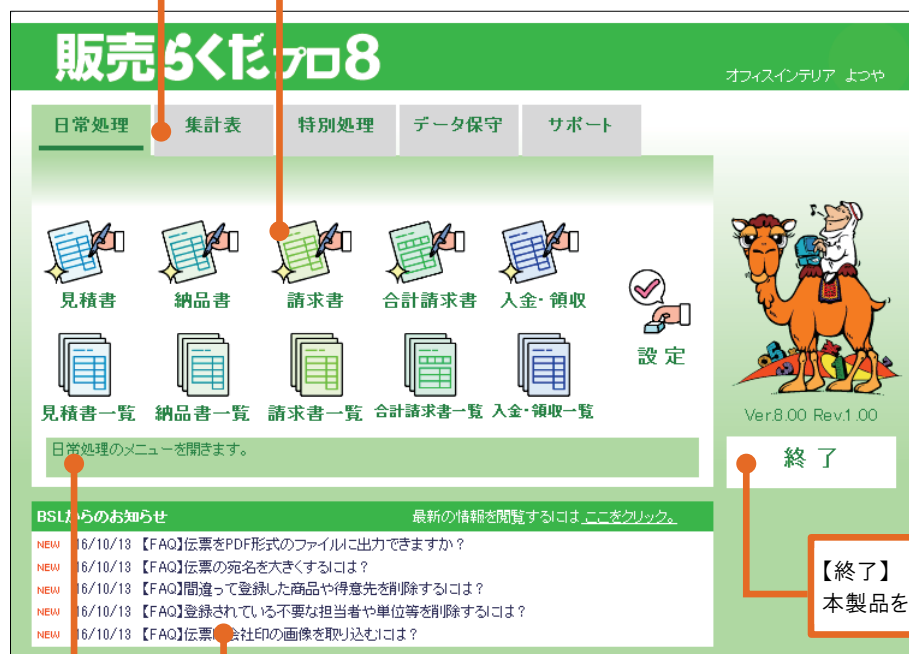 販売らくだプロ8
オフィスインテリア よつや
日常処理 集計表 特別処理 データ保守 サポート
見積書 納品書 請求書 合計請求書 入金・領収
設定
見積書一覧 納品書一覧 請求書一覧 合計請求書一覧 入金・領収一覧
Ver.8.00 Rev.1.00
日常処理のメニューを開きます。
終了
BSLからのお知らせ 最新の情報を閲覧するには ここをクリック。
NEW 16/10/13 【FAQ】伝票をPDF形式のファイルに出力できますか?
NEW 16/10/13 【FAQ】伝票の宛名を大きくするには?
NEW 16/10/13 【FAQ】間違って登録した商品や得意先を削除するには?
NEW 16/10/13 【FAQ】登録されている不要な担当者や単位等を削除するには?
NEW 16/10/13 【FAQ】伝票に会社印の画像を取り込むには?
【終了】
本製品を